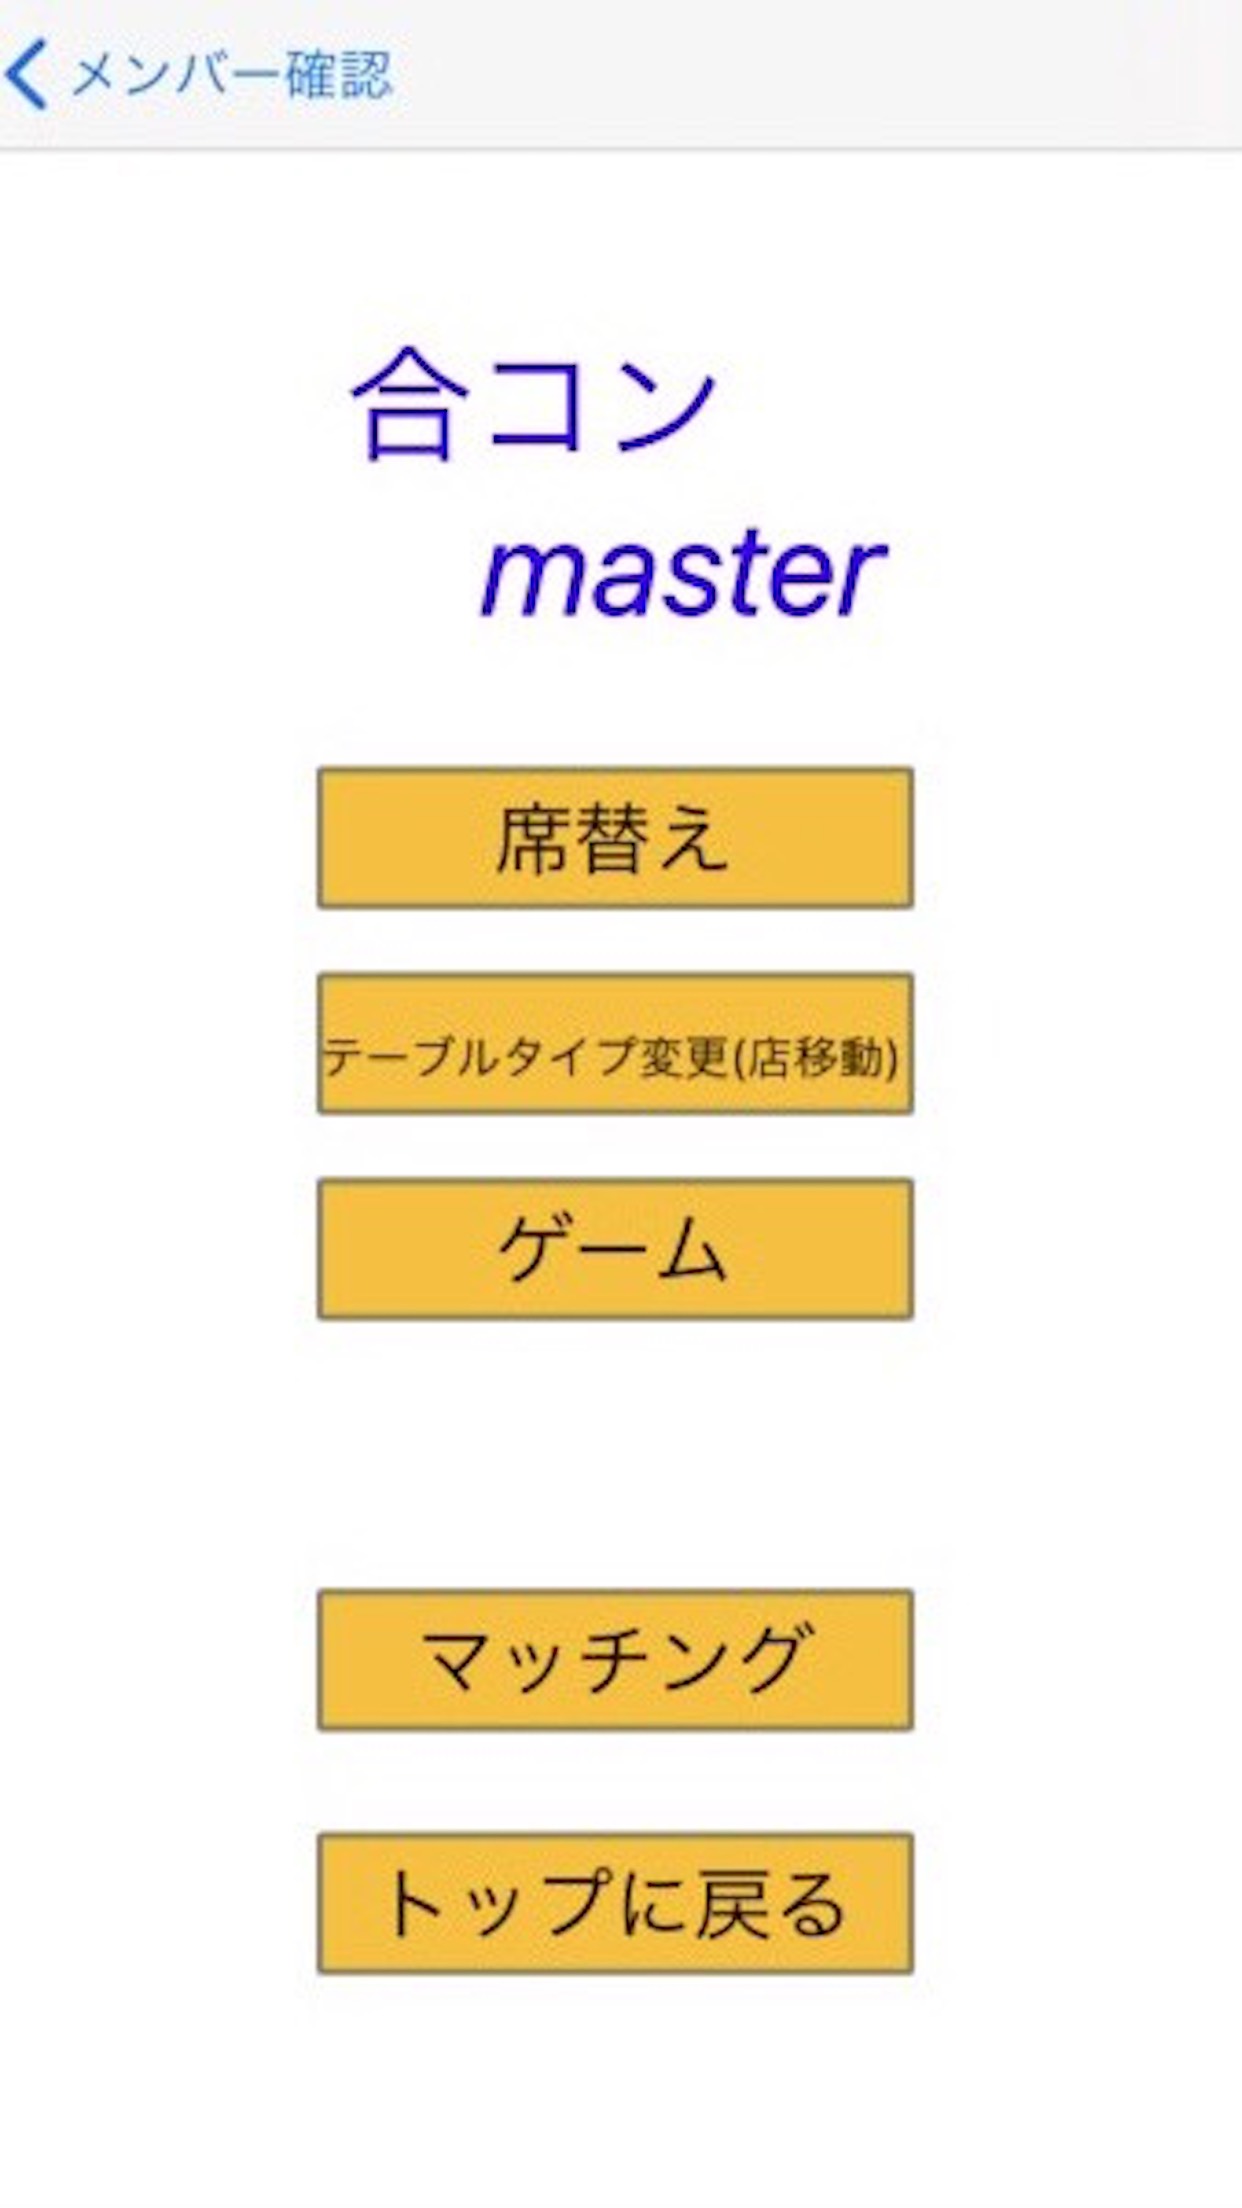 メンバー確認
合コン
master
席替え
テーブルタイプ変更(店移動)
ゲーム
マッチング
トップに戻る